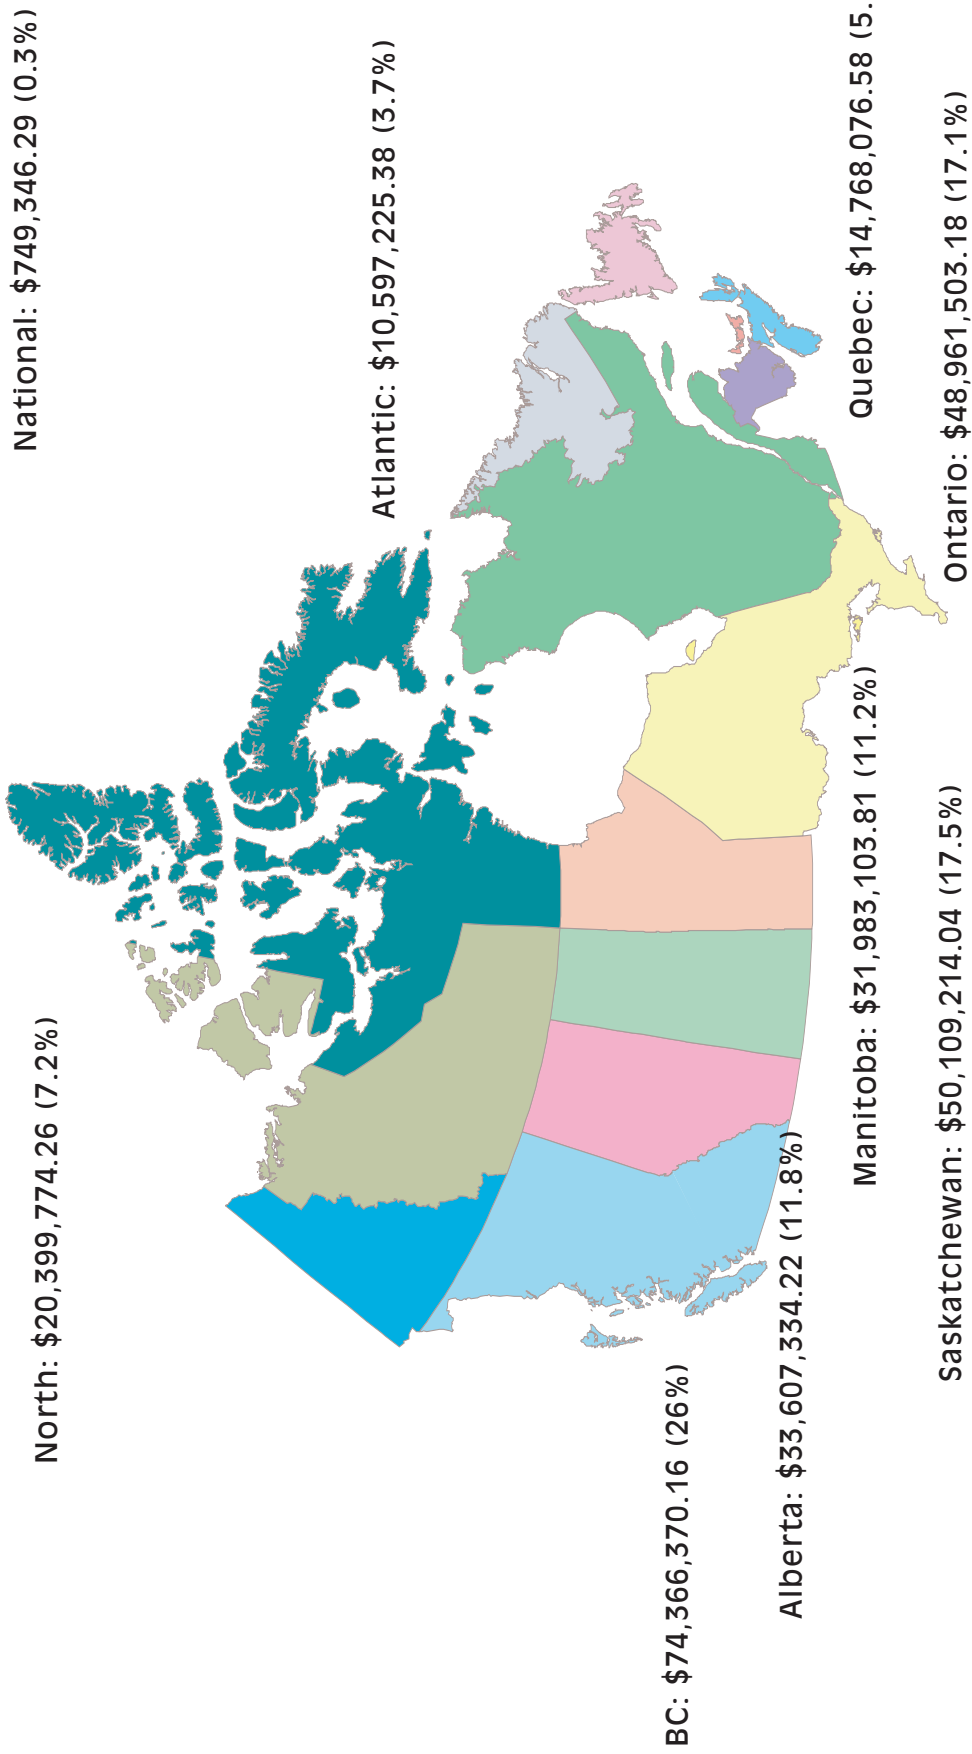 National: $749,346.29 (0.3%)
North: $20,399,774.26 (7.2%)
Atlantic: $10,597,225.38 (3.7%)
BC: $74,366,370.16 (26%)
Alberta: $33,607,334.22 (11.8%)
Manitoba: $31,983,103.81 (11.2%)
Quebec: $14,768,076.58 (5.
Saskatchewan: $50,109,214.04 (17.5%)
Ontario: $48,961,503.18 (17.1%)